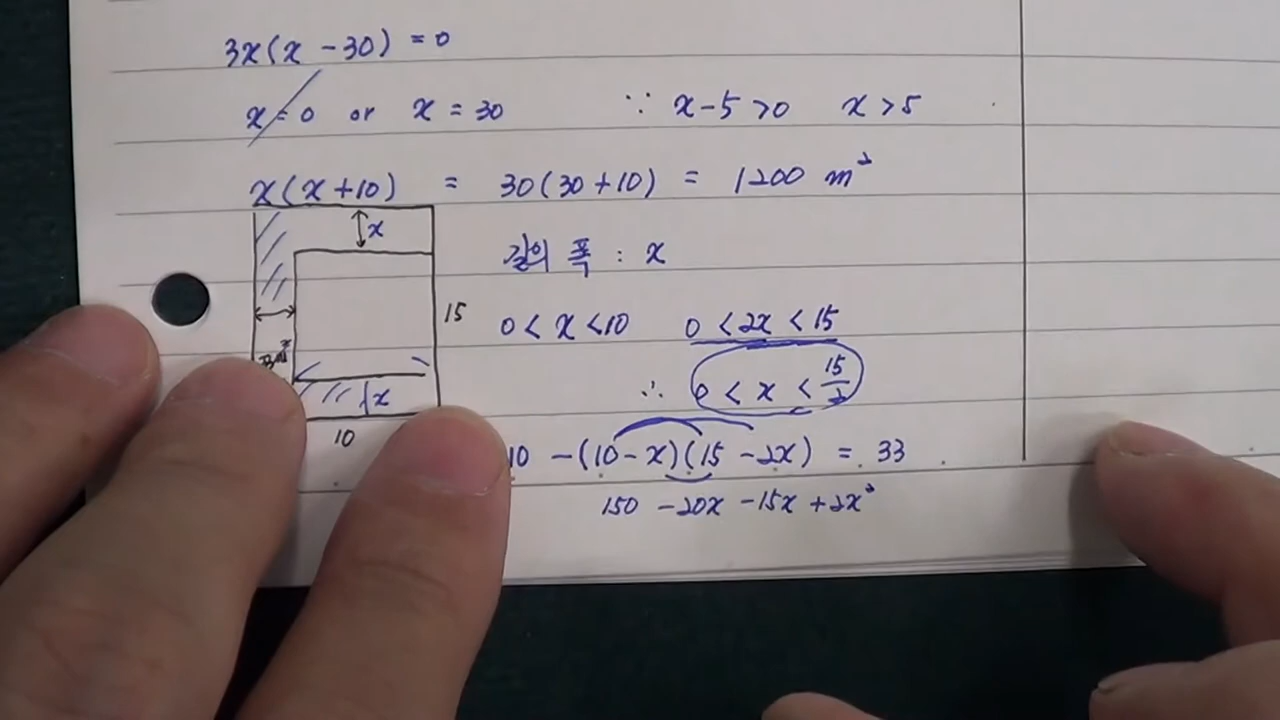 3x(x - 30) = 0
x = 0 or x = 30 ∵ x - 5 > 0 x > 5
x(x + 10) = 30(30 + 10) = 1200 m²
x
길의 폭 : x
15
0 < x < 10 0 < 2x < 15
∴ 0 < x < 15/2
x
10
10 - (10 - x)(15 - 2x) = 33
150 - 20x - 15x + 2x²